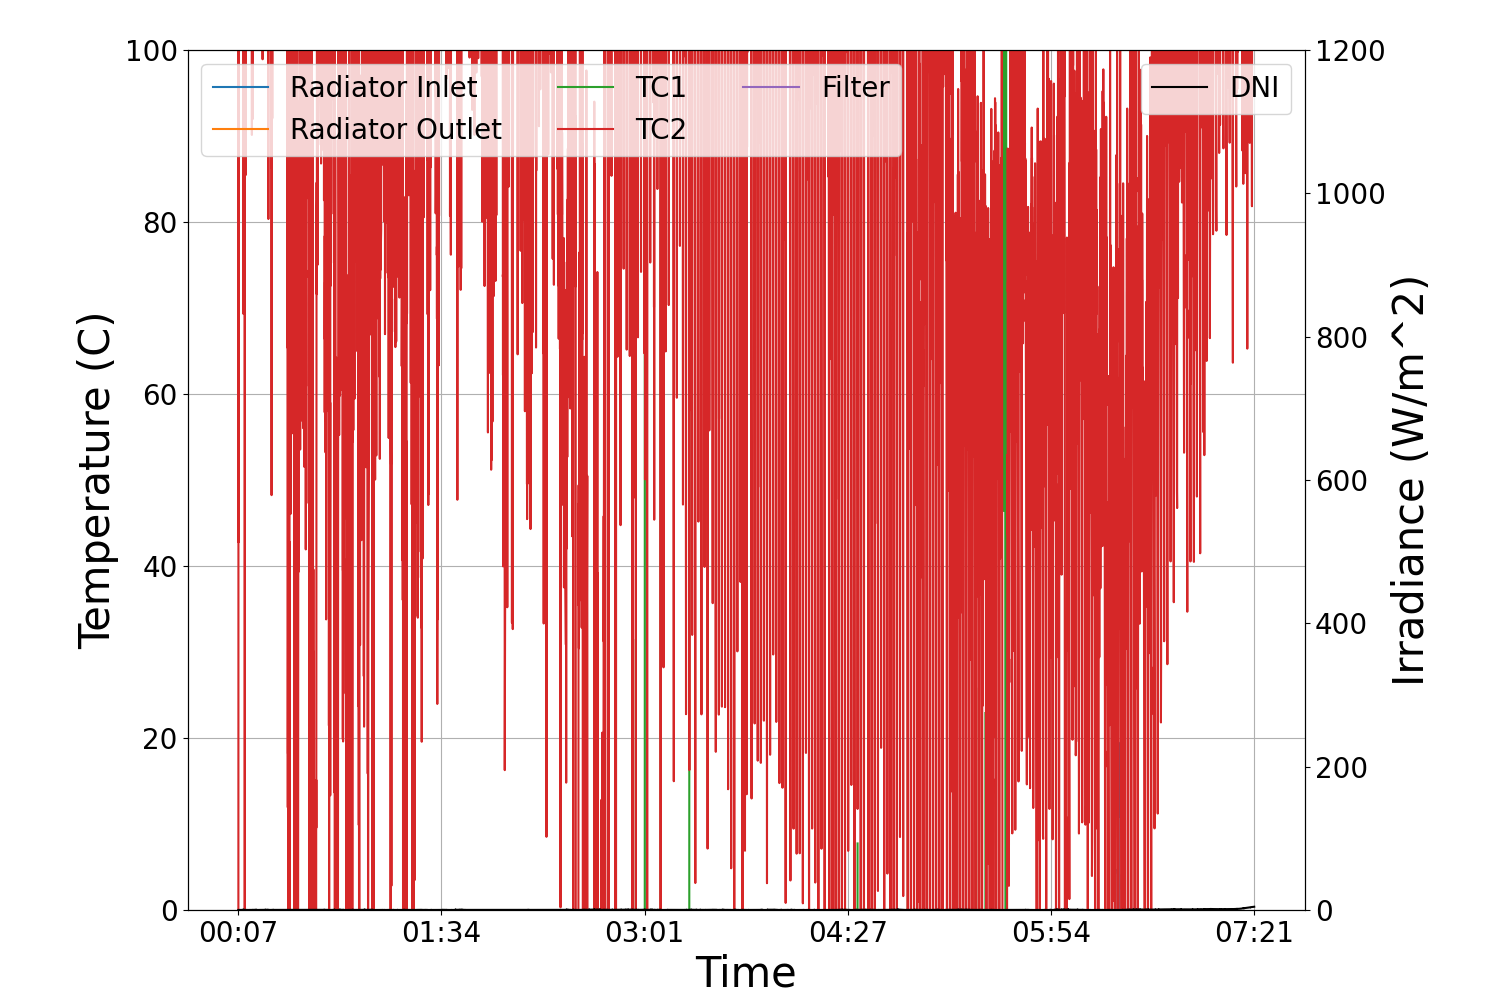 100
80
60
40
20
0
Temperature (C)
Radiator Inlet
Radiator Outlet
TC1
TC2
Filter
DNI
1200
1000
800
600
400
200
0
Irradiance (W/m^2)
00:07 01:34 03:01 04:27 05:54 07:21
Time